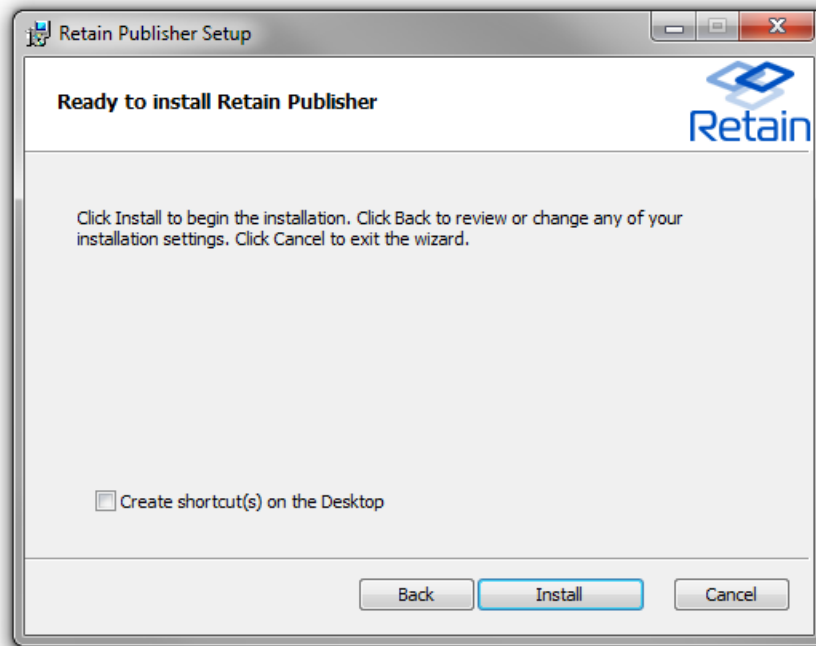 Retain Publisher Setup
Ready to install Retain Publisher
Retain
Click Install to begin the installation. Click Back to review or change any of your
installation settings. Click Cancel to exit the wizard.
Create shortcut(s) on the Desktop
Back Install Cancel